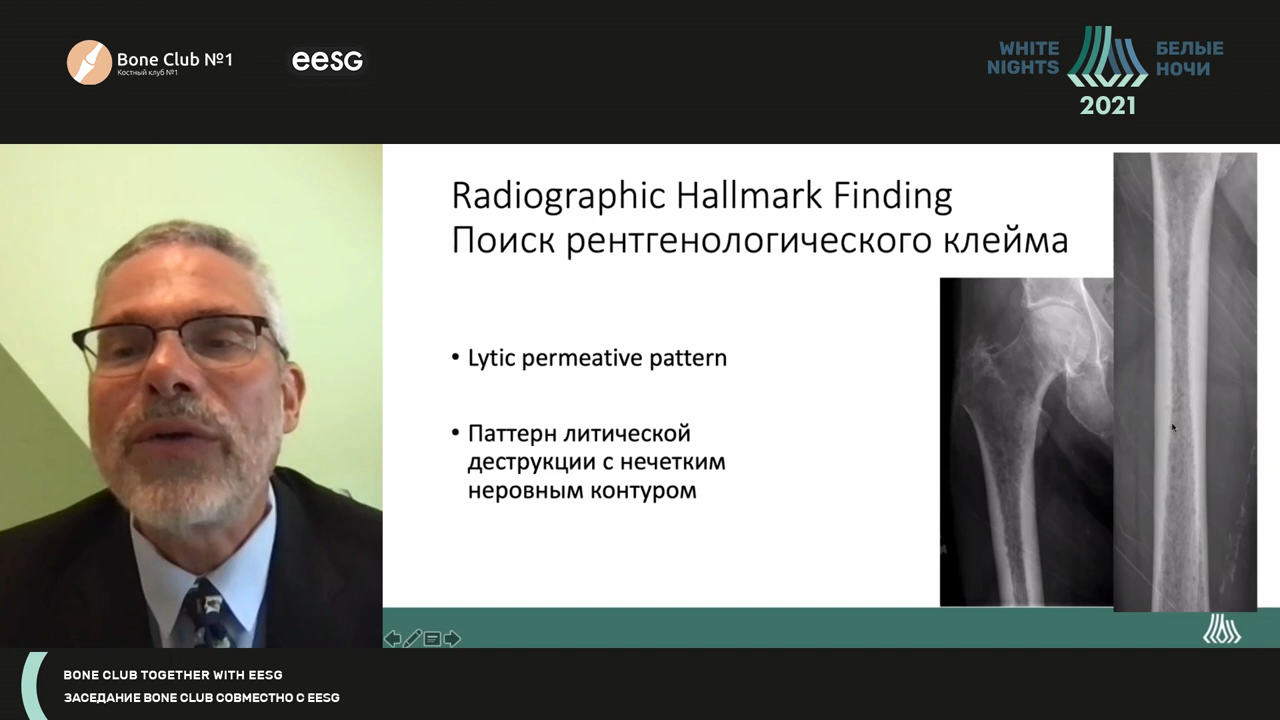 Bone Club №1
Костный клуб №1
eesG
WHITE
NIGHTS
БЕЛЫЕ
НОЧИ
2021
Radiographic Hallmark Finding
Поиск рентгенологического клейма
• Lytic permeative pattern
• Паттерн литической
деструкции с нечетким
неровным контуром
BONE CLUB TOGETHER WITH EESG
ЗАСЕДАНИЕ BONE CLUB СОВМЕСТНО С EESG